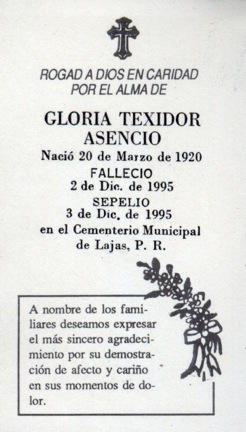 ROGAD A DIOS EN CARIDAD
POR EL ALMA DE
GLORIA TEXIDOR
ASENCIO
Nació 20 de Marzo de 1920
FALLECIO
2 de Dic. de 1995
SEPELIO
3 de Dic. de 1995
en el Cementerio Municipal
de Lajas, P. R.
A nombre de los fami-
liares deseamos expresar
el más sincero agradeci-
miento por su demostra-
ción de afecto y cariño
en sus momentos de do-
lor.